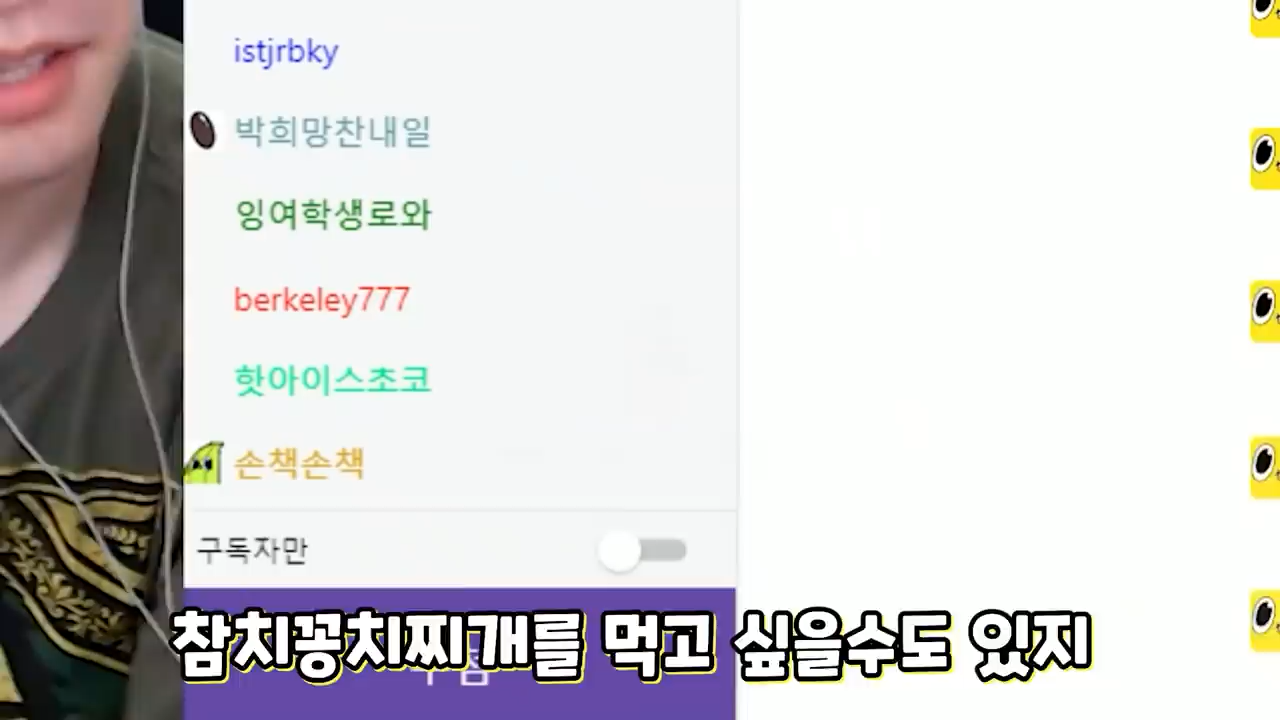 istjrbky
박희망찬내일
잉여학생로와
berkeley777
핫아이스초코
손책손책
구독자만
참치꽁치찌개를 먹고 싶을수도 있지